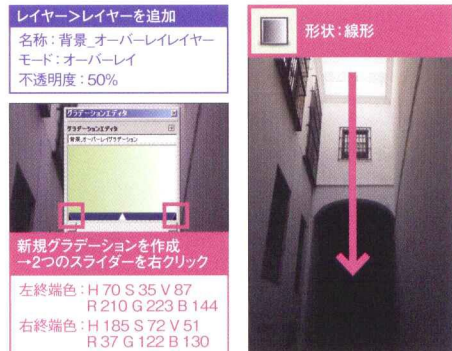 レイヤー>レイヤーを追加
名称：背景_オーバーレイレイヤー
モード：オーバーレイ
不透明度：50%
グラデーションエディタ
グラデーションエディタ
背景_オーバーレイグラデーション
新規グラデーションを作成
→2つのスライダーを右クリック
左終端色：H 70 S 35 V 87
R 210 G 223 B 144
右終端色：H 185 S 72 V 51
R 37 G 122 B 130
形状：線形